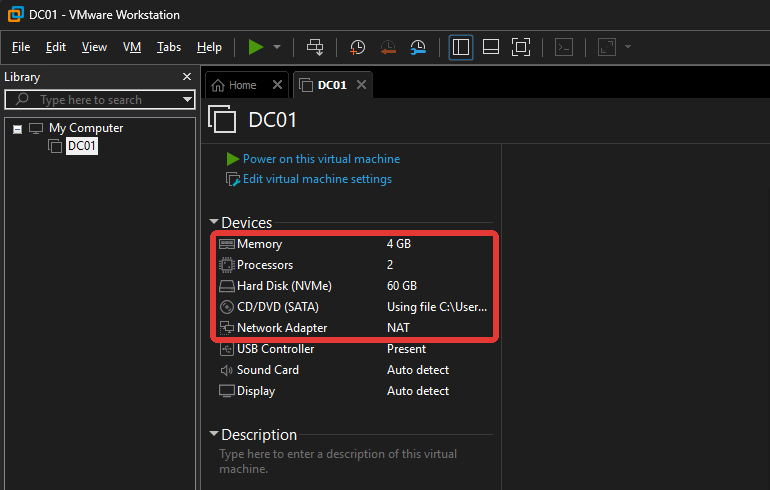 DC01 - VMware Workstation
File Edit View VM Tabs Help
Library
Type here to search
My Computer
DC01
Home
DC01
DC01
Power on this virtual machine
Edit virtual machine settings
Devices
Memory 4 GB
Processors 2
Hard Disk (NVMe) 60 GB
CD/DVD (SATA) Using file C:\User...
Network Adapter NAT
USB Controller Present
Sound Card Auto detect
Display Auto detect
Description
Type here to enter a description of this virtual
machine.